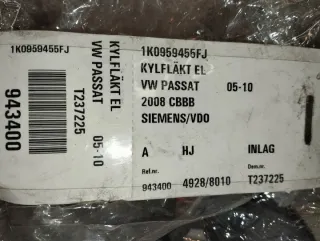 1K0959455FJ
KYLFLÄKT EL
VW PASSAT 05-10
T237225
943400
1K0959455FJ
KYLFLÄKT EL
VW PASSAT 05-10
2008 CBBB
SIEMENS/VDO
A HJ INLAG
Ref.nr. Dem.nr.
943400 4928/8010 T237225